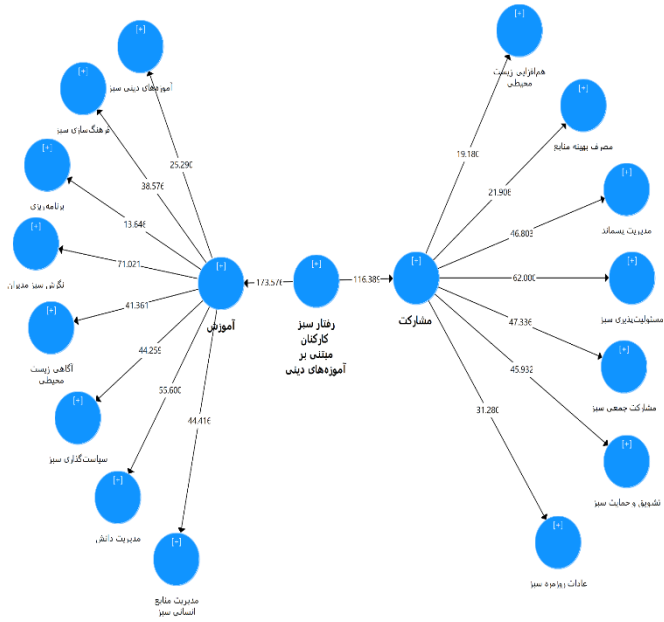 [+]
آموزه‌های دینی سبز
[+]
فرهنگ‌سازی سبز
[+]
برنامه‌ریزی
[+]
نگرش سبز مدیران
[+]
آگاهی زیست
محیطی
[+]
سیاست‌گذاری سبز
[+]
مدیریت دانش
[+]
مدیریت منابع
انسانی سبز
25.290
38.576
13.646
71.021
41.361
44.259
55.600
44.416
[+]
آموزش
173.576
[+]
رفتار سبز
کارکنان
مبتنی بر
آموزه‌های دینی
116.389
[+]
مشارکت
19.180
21.906
46.803
62.000
47.336
45.932
31.280
[+]
هم‌افزایی زیست
محیطی
[+]
مصرف بهینه منابع
[+]
مدیریت پسماند
[+]
مسئولیت‌پذیری سبز
[+]
مشارکت جمعی سبز
[+]
تشویق و حمایت سبز
[+]
عادات روزمره سبز